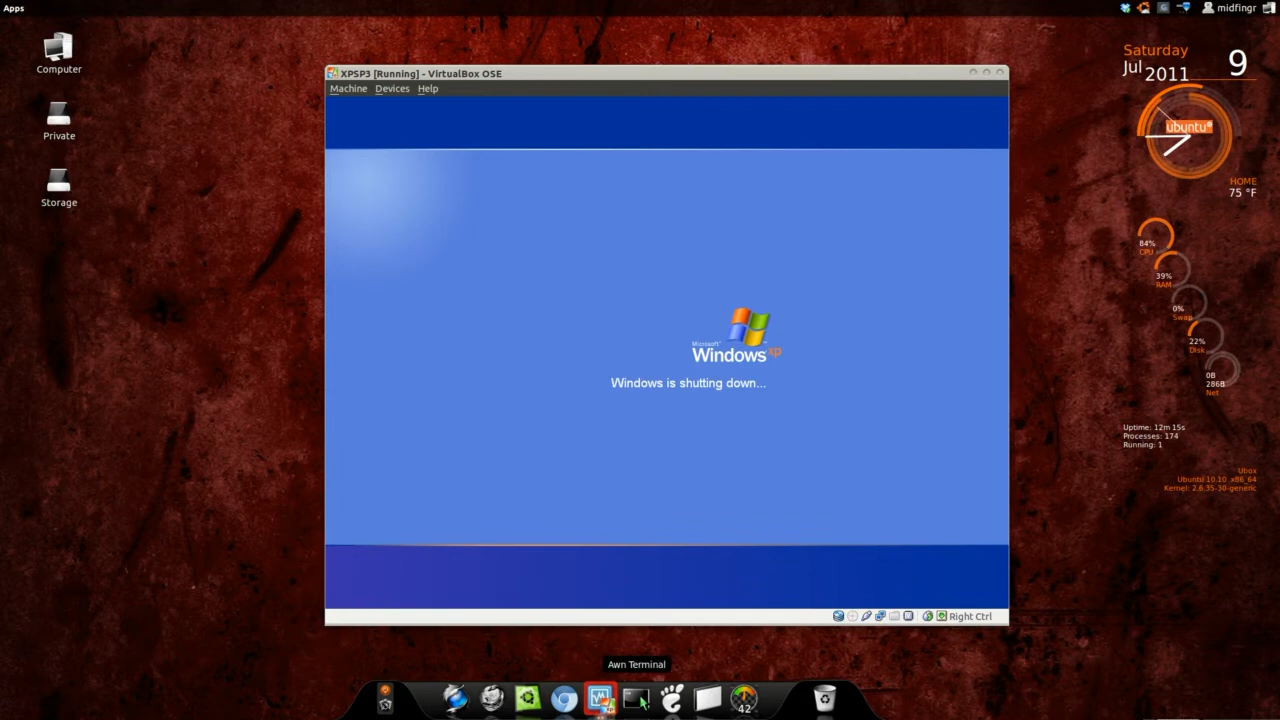 Apps
midfingr
Computer
Private
Storage
XPSP3 [Running] - VirtualBox OSE
Machine Devices Help
Microsoft
Windows xp
Windows is shutting down...
Right Ctrl
Saturday
Jul 2011 9
ubuntu
HOME
75 °F
84%
CPU
39%
RAM
0%
Swap
22%
Disk
0B
286B
Net
Uptime: 12m 15s
Processes: 174
Running: 1
Ubox
Ubuntu 10.10 x86_64
Kernel: 2.6.35-30-generic
Awn Terminal
42